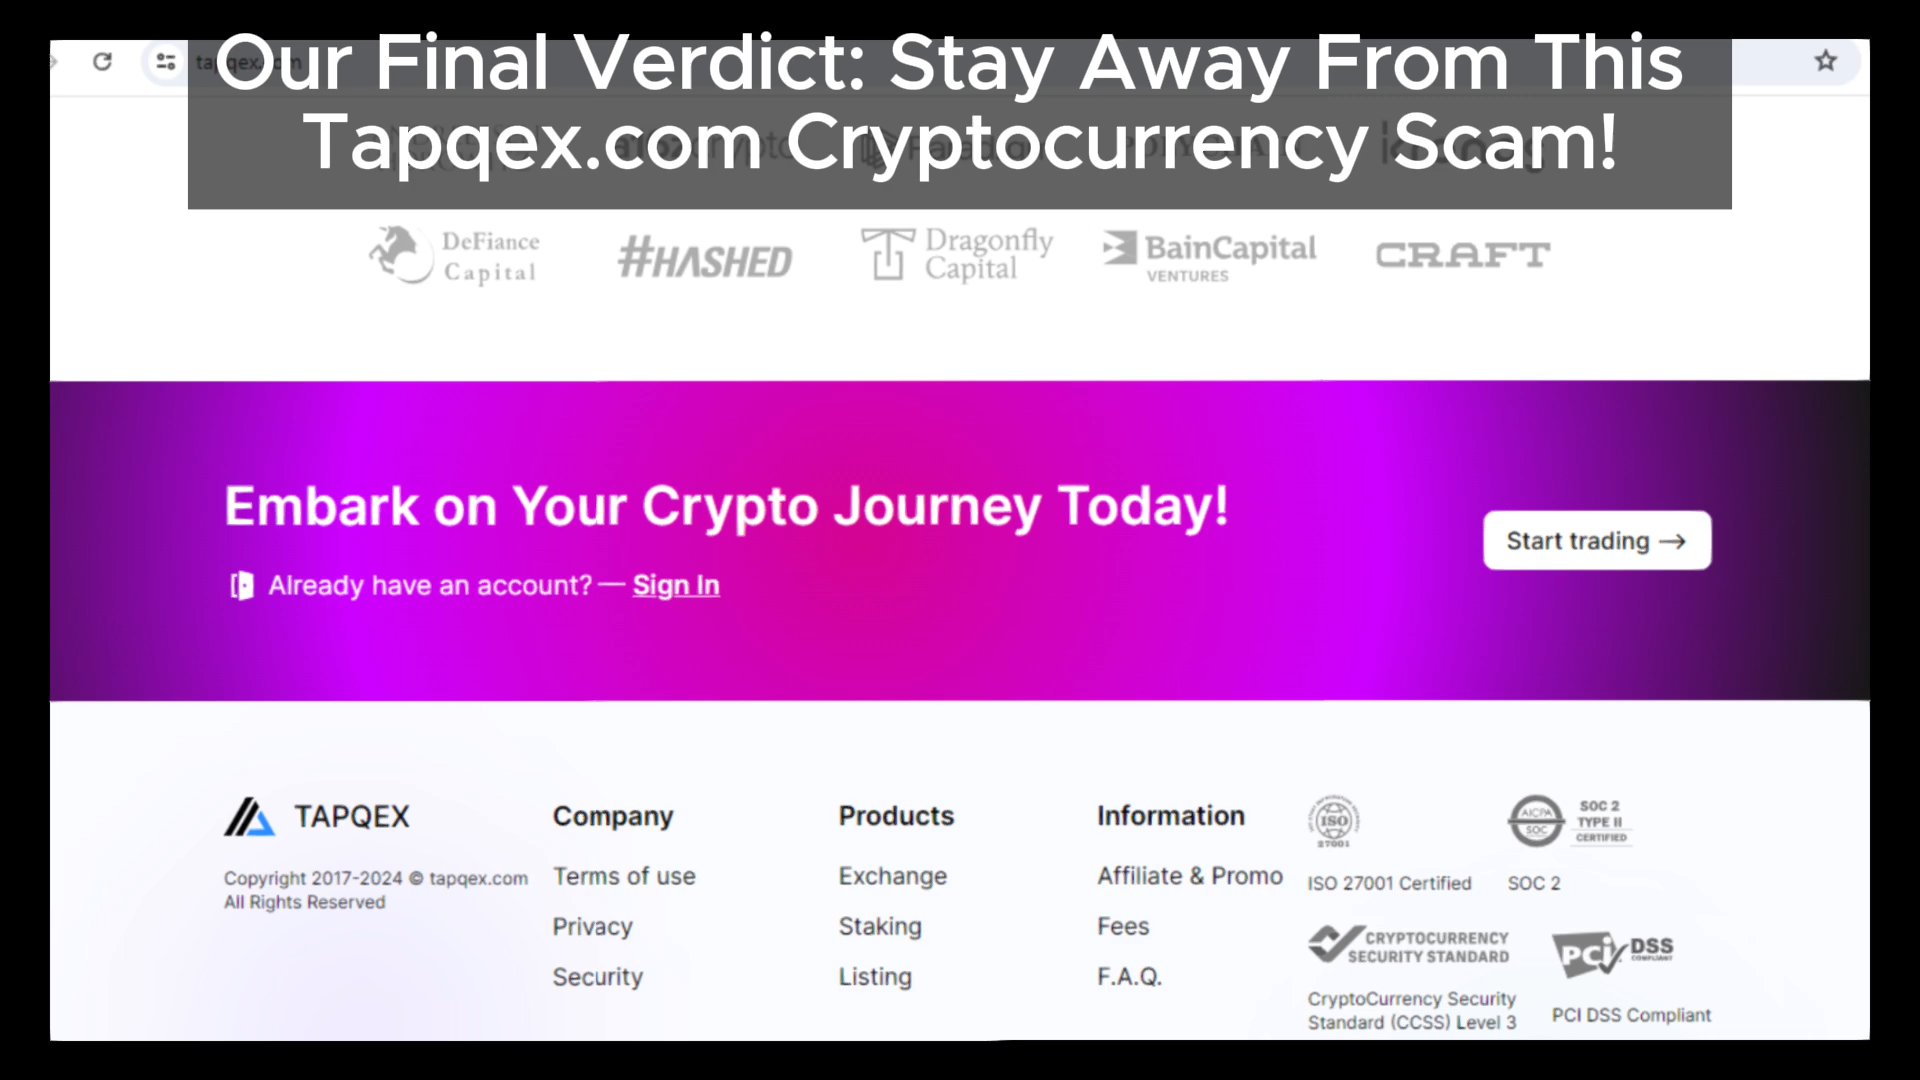 Our Final Verdict: Stay Away From This
Tapqex.com Cryptocurrency Scam!
tapqex.com
DeFiance
Capital
#HASHED
Dragonfly
Capital
BainCapital
VENTURES
CRAFT
Embark on Your Crypto Journey Today!
Already have an account? — Sign In
Start trading →
TAPQEX
Copyright 2017-2024 © tapqex.com
All Rights Reserved
Company
Terms of use
Privacy
Security
Products
Exchange
Staking
Listing
Information
Affiliate & Promo
Fees
F.A.Q.
ISO
27001
ISO 27001 Certified
AICPA
SOC
SOC 2
TYPE II
CERTIFIED
SOC 2
CRYPTOCURRENCY
SECURITY STANDARD
CryptoCurrency Security
Standard (CCSS) Level 3
PCI DSS
COMPLIANT
PCI DSS Compliant